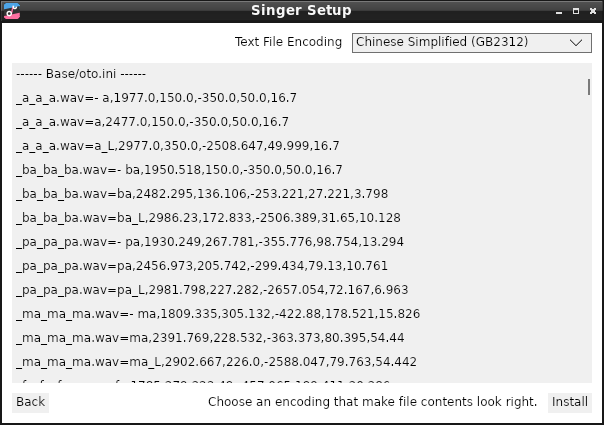 Singer Setup
Text File Encoding Chinese Simplified (GB2312)
------ Base/oto.ini ------
_a_a_a.wav=- a,1977.0,150.0,-350.0,50.0,16.7
_a_a_a.wav=a,2477.0,150.0,-350.0,50.0,16.7
_a_a_a.wav=a_L,2977.0,350.0,-2508.647,49.999,16.7
_ba_ba_ba.wav=- ba,1950.518,150.0,-350.0,50.0,16.7
_ba_ba_ba.wav=ba,2482.295,136.106,-253.221,27.221,3.798
_ba_ba_ba.wav=ba_L,2986.23,172.833,-2506.389,31.65,10.128
_pa_pa_pa.wav=- pa,1930.249,267.781,-355.776,98.754,13.294
_pa_pa_pa.wav=pa,2456.973,205.742,-299.434,79.13,10.761
_pa_pa_pa.wav=pa_L,2981.798,227.282,-2657.054,72.167,6.963
_ma_ma_ma.wav=- ma,1809.335,305.132,-422.88,178.521,15.826
_ma_ma_ma.wav=ma,2391.769,228.532,-363.373,80.395,54.44
_ma_ma_ma.wav=ma_L,2902.667,226.0,-2588.047,79.763,54.442
Back Choose an encoding that make file contents look right. Install